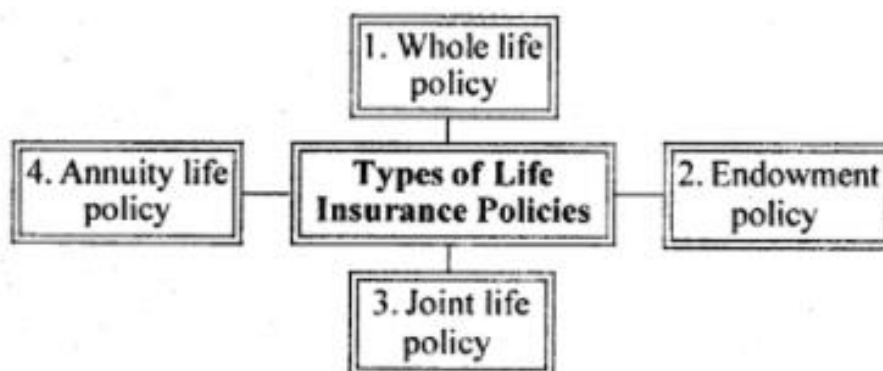 1. Whole life
policy
4. Annuity life
policy
Types of Life
Insurance Policies
2. Endowment
policy
3. Joint life
policy